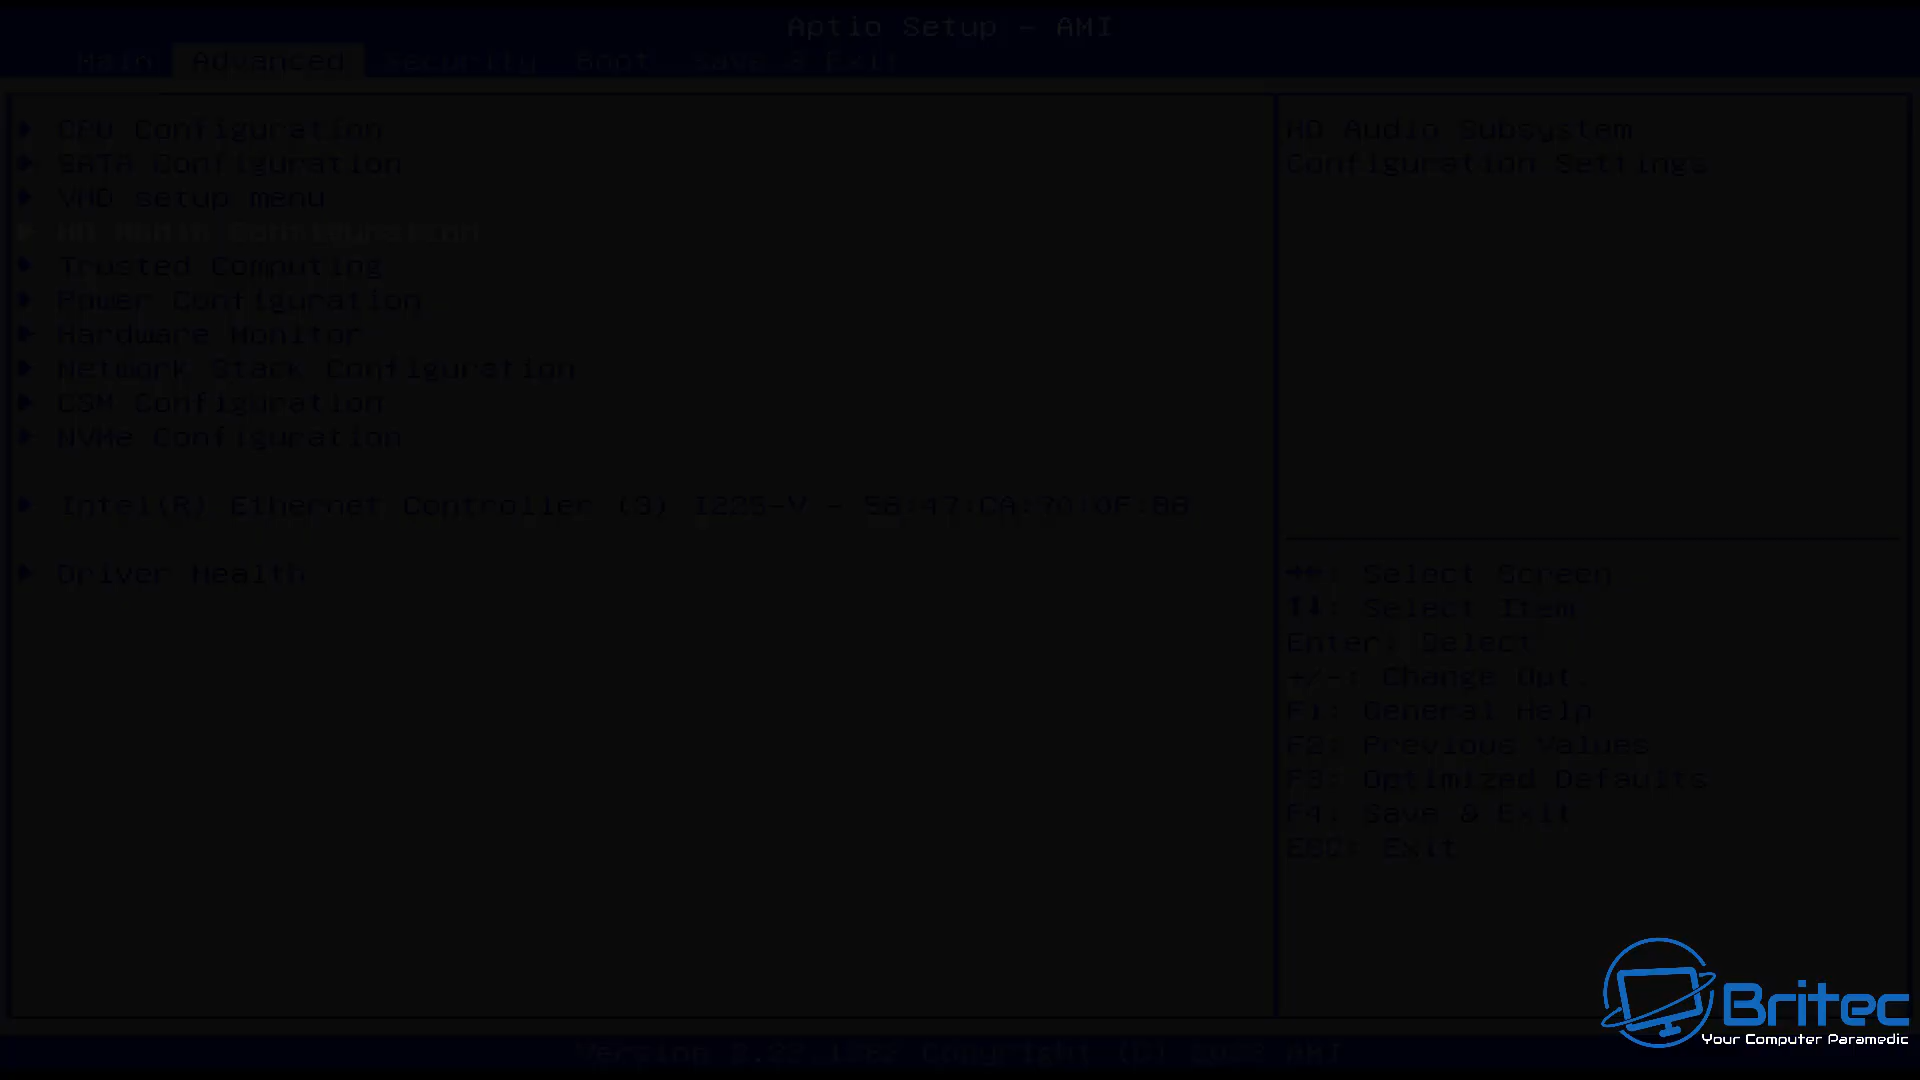 Aptio Setup - AMI
Main Advanced Security Boot Save & Exit
CPU Configuration
SATA Configuration
VMD setup menu
HD Audio Configuration
Trusted Computing
Power Configuration
Hardware Monitor
Network Stack Configuration
CSM Configuration
NVMe Configuration
Intel(R) Ethernet Controller (3) I225-V -
Driver Health
HD Audio Subsystem
Configuration Settings
→←: Select Screen
↑↓: Select Item
Enter: Select
+/-: Change Opt.
F1: General Help
F2: Previous Values
F3: Optimized Defaults
F4: Save & Exit
ESC: Exit
Version Copyright (C) AMI
Britec
Your Computer Paramedic